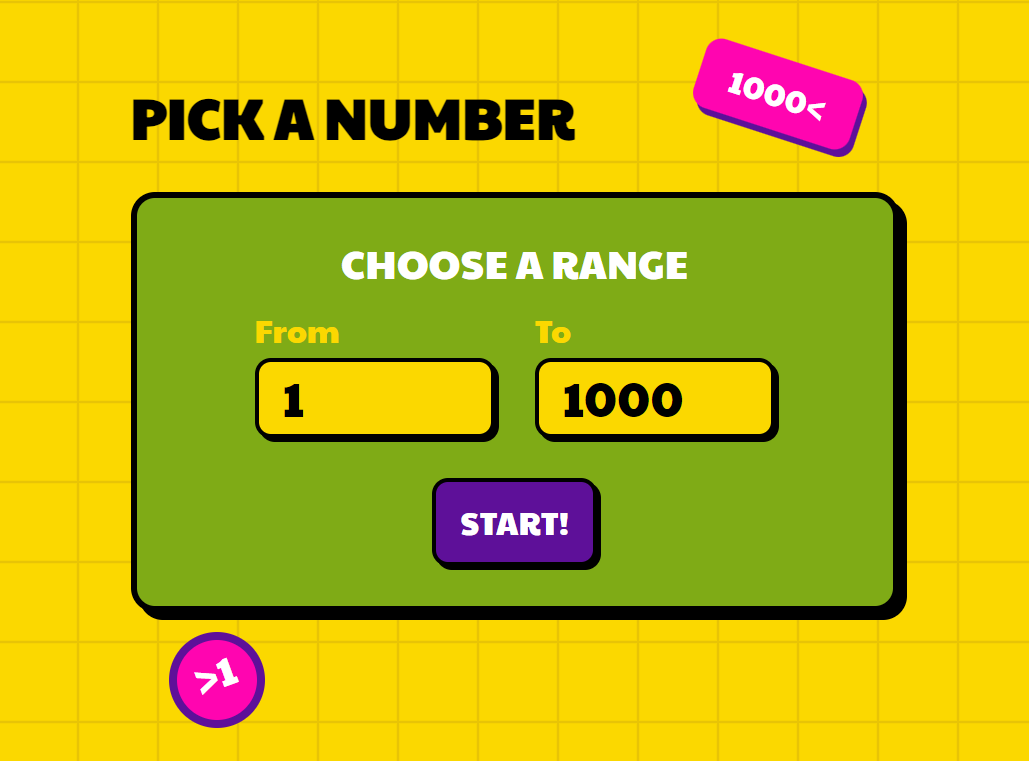 1000<
PICK A NUMBER
CHOOSE A RANGE
From To
1 1000
START!
>1